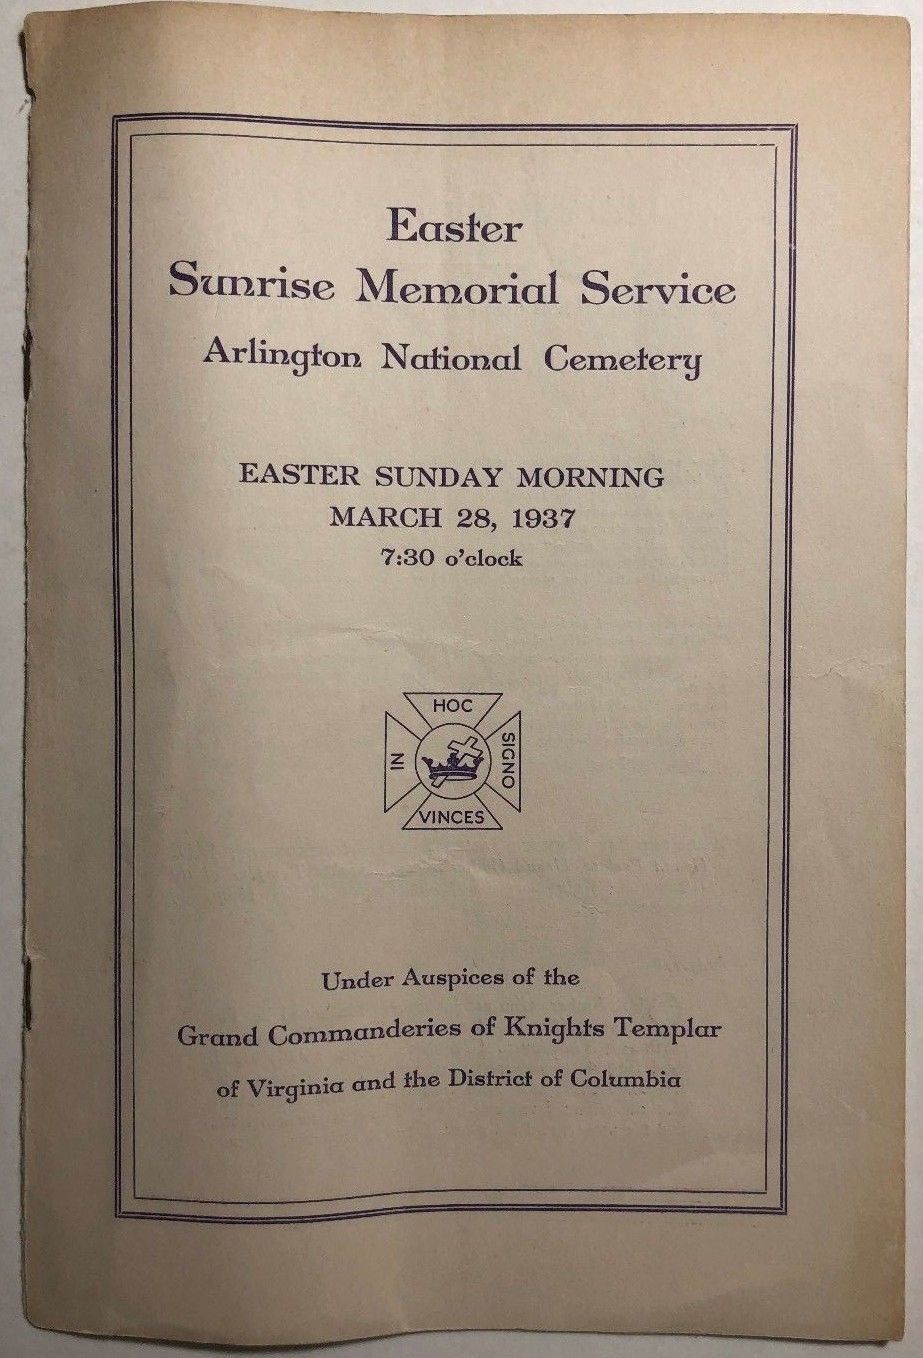 Easter
Sunrise Memorial Service
Arlington National Cemetery
EASTER SUNDAY MORNING
MARCH 28, 1937
7:30 o'clock
HOC
IN
SIGNO
VINCES
Under Auspices of the
Grand Commanderies of Knights Templar
of Virginia and the District of Columbia